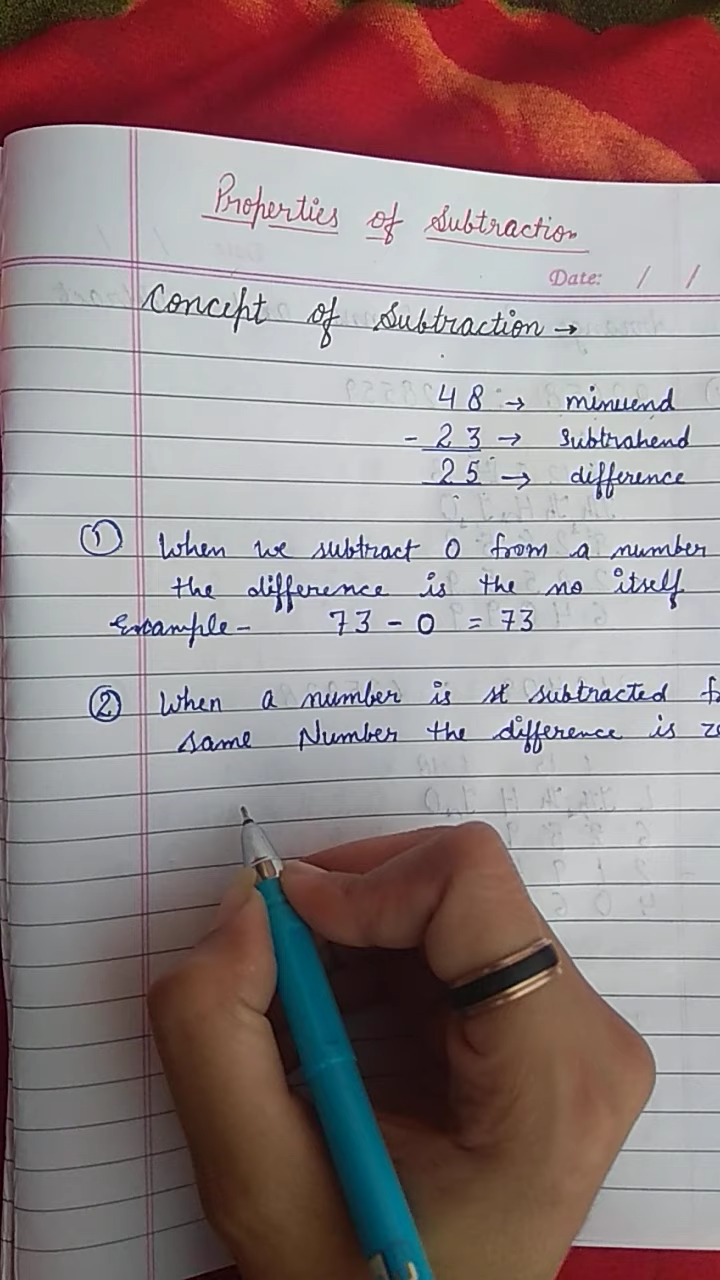 Properties of Subtraction
Date: / /
Concept of Subtraction →
48 → minuend
- 23 → Subtrahend
25 → difference
① When we subtract 0 from a number
the difference is the no itself
Example - 73 - 0 = 73
② When a number is st subtracted
same Number the difference is